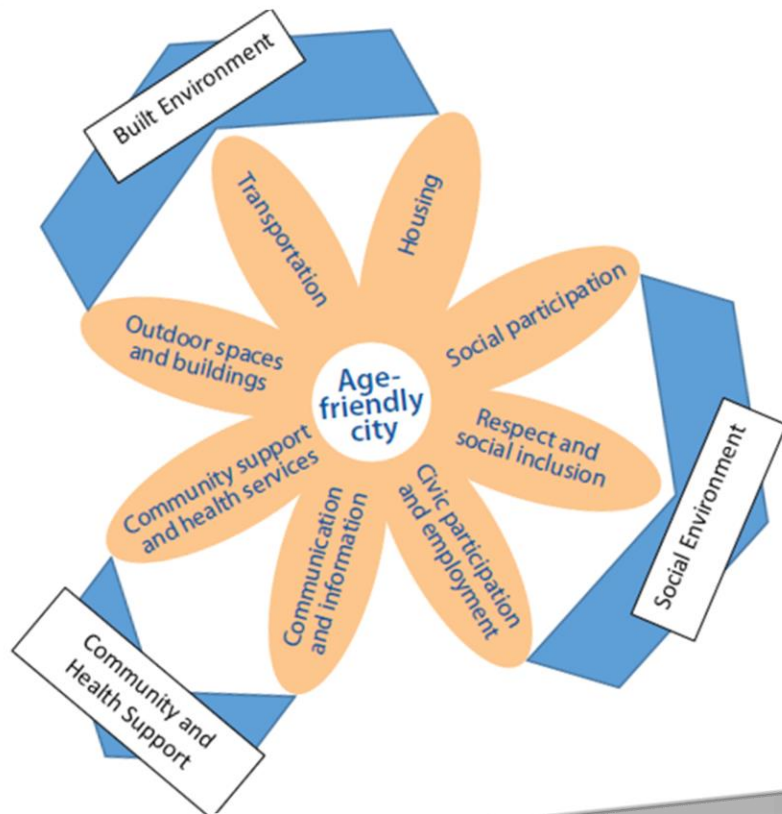 Built Environment
Transportation
Housing
Social participation
Outdoor spaces
and buildings
Age-
friendly
city
Respect and
social inclusion
Community support
and health services
Communication
and information
Civic participation
and employment
Social Environment
Community and
Health Support